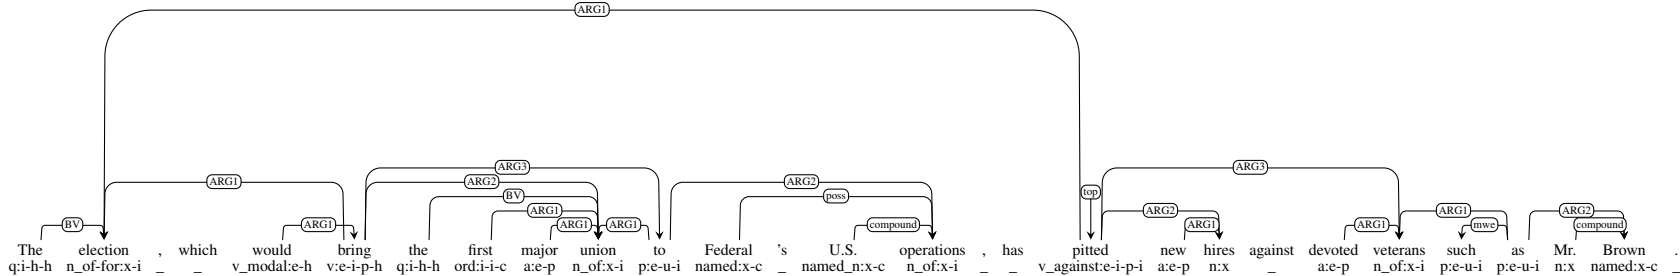 ARG1
top
ARG3 ARG3
ARG1 ARG2 ARG2
BV poss
ARG1 ARG2 ARG1 ARG2
BV ARG1 ARG1 ARG1 compound ARG1 ARG1 mwe compound
The election , which would bring the first major union to Federal 's U.S. operations , has pitted new hires against devoted veterans such as Mr. Brown .
q:i-h-h n_of-for:x-i _ _ v_modal:e-h v:e-i-p-h q:i-h-h ord:i-i-c a:e-p n_of:x-i p:e-u-i named:x-c _ named_n:x-c n_of:x-i _ _ v_against:e-i-p-i a:e-p n:x _ a:e-p n_of:x-i p:e-u-i p:e-u-i n:x named:x-c _